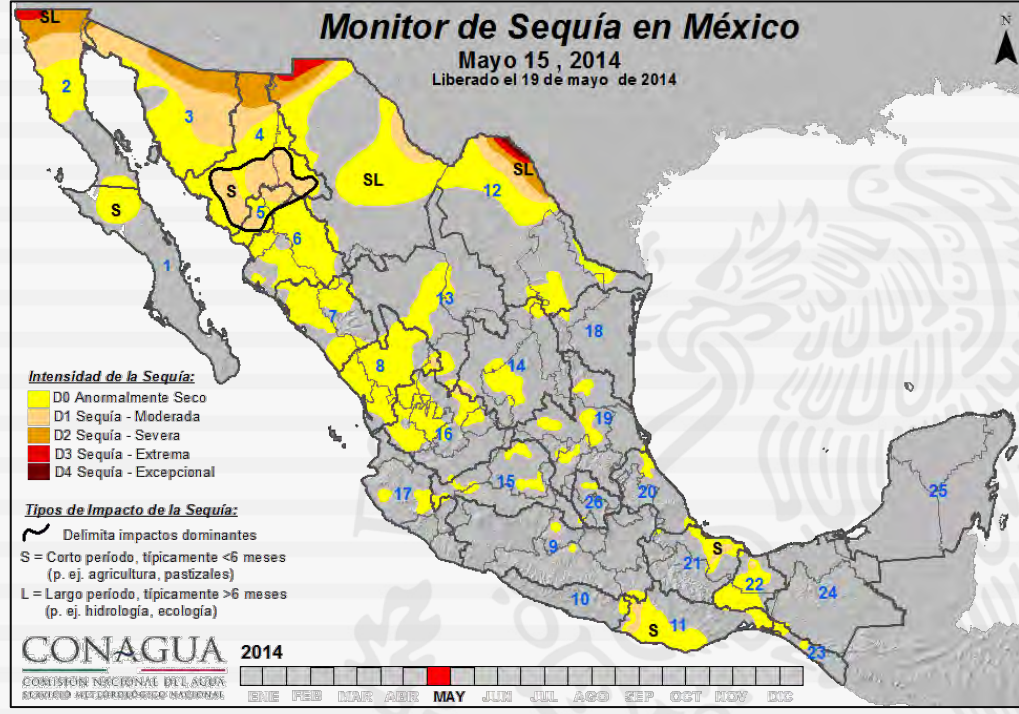 Monitor de Sequía en México
Mayo 15 , 2014
Liberado el 19 de mayo de 2014
N
SL
2
3
4
SL
SL
12
S
S
5
6
1
7
13
18
8
14
16
19
17
15
26
20
25
9
21
S
22
24
10
11
S
23
Intensidad de la Sequía:
D0 Anormalmente Seco
D1 Sequía - Moderada
D2 Sequía - Severa
D3 Sequía - Extrema
D4 Sequía - Excepcional
Tipos de Impacto de la Sequía:
Delimita impactos dominantes
S = Corto período, típicamente <6 meses
(p. ej. agricultura, pastizales)
L = Largo período, típicamente >6 meses
(p. ej. hidrología, ecología)
CONAGUA
COMISIÓN NACIONAL DEL AGUA
SERVICIO METEOROLÓGICO NACIONAL
2014
ENE FEB MAR ABR MAY JUN JUL AGO SEP OCT NOV DIC